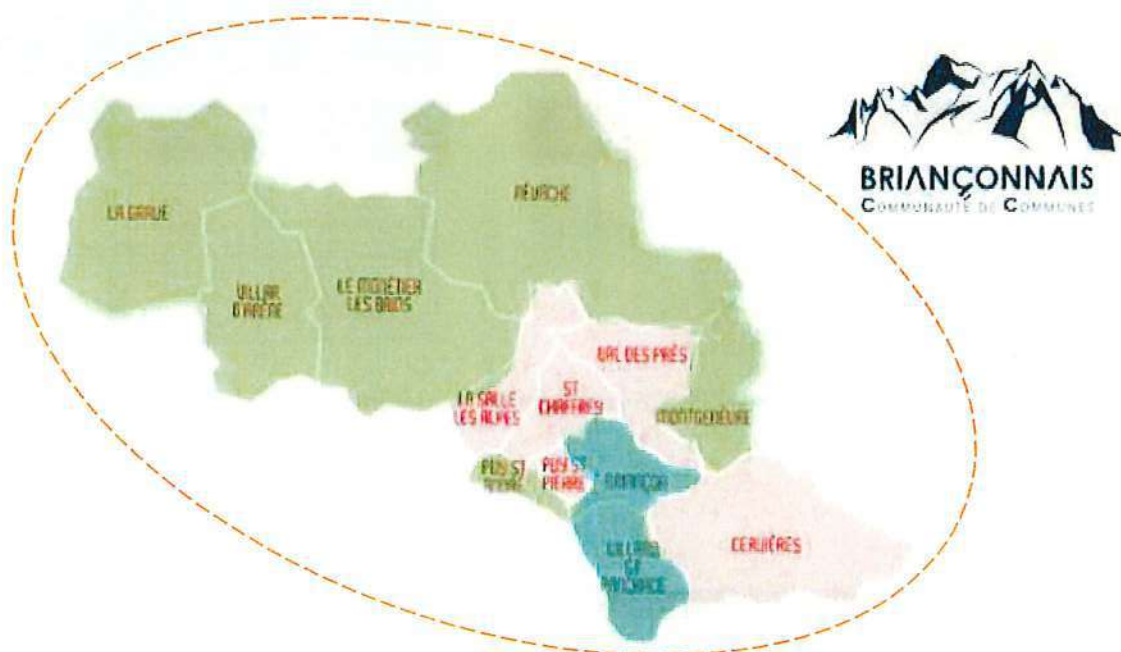 BRIANÇONNAIS
COMMUNAUTÉ DE COMMUNES
NÉVACHE
LA GRAVE
VILLAR
D'ARÊNE
LE MONÊTIER
LES BAINS
VAL DES PRÉS
LA SALLE
LES ALPES
ST
CHAFFREY
MONTGENÈVRE
PUY ST
ANDRÉ
PUY ST
PIERRE
BRIANÇON
CERVIÈRES
VILLARD
ST
PANCRACE